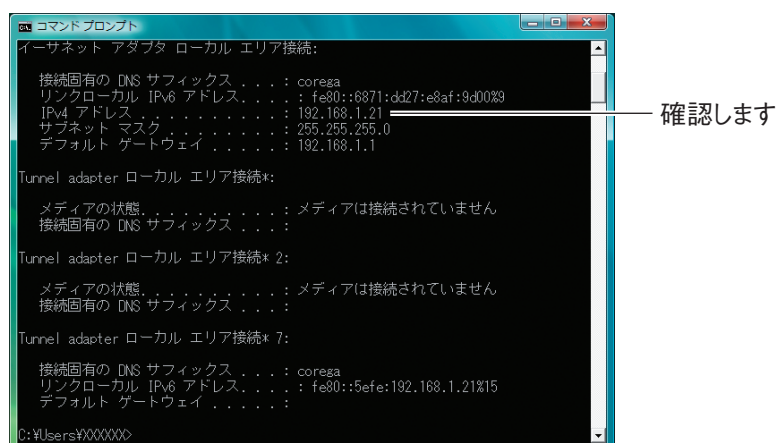 コマンド プロンプト
イーサネット アダプタ ローカル エリア接続:
接続固有の DNS サフィックス . . . : corega
リンクローカル IPv6 アドレス. . . . : fe80::6871:dd27:e8af:9d00%9
IPv4 アドレス . . . . . . . . . . : 192.168.1.21
確認します
サブネット マスク . . . . . . . . : 255.255.255.0
デフォルト ゲートウェイ . . . . . : 192.168.1.1
Tunnel adapter ローカル エリア接続*:
メディアの状態. . . . . . . . . . . : メディアは接続されていません
接続固有の DNS サフィックス . . . :
Tunnel adapter ローカル エリア接続* 2:
メディアの状態. . . . . . . . . . . : メディアは接続されていません
接続固有の DNS サフィックス . . . :
Tunnel adapter ローカル エリア接続* 7:
接続固有の DNS サフィックス . . . : corega
リンクローカル IPv6 アドレス. . . . : fe80::5efe:192.168.1.21%15
デフォルト ゲートウェイ . . . . . :
C:¥Users¥XXXXXX>